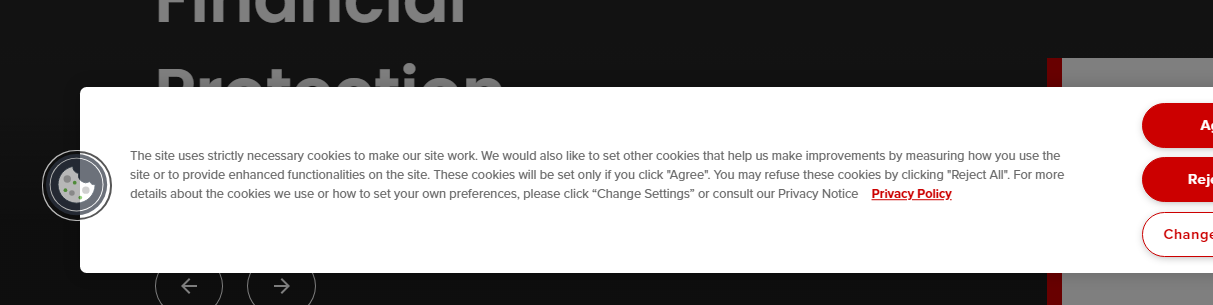 Financial
Protection
The site uses strictly necessary cookies to make our site work. We would also like to set other cookies that help us make improvements by measuring how you use the
site or to provide enhanced functionalities on the site. These cookies will be set only if you click "Agree". You may refuse these cookies by clicking "Reject All". For more
details about the cookies we use or how to set your own preferences, please click “Change Settings” or consult our Privacy Notice Privacy Policy
Change